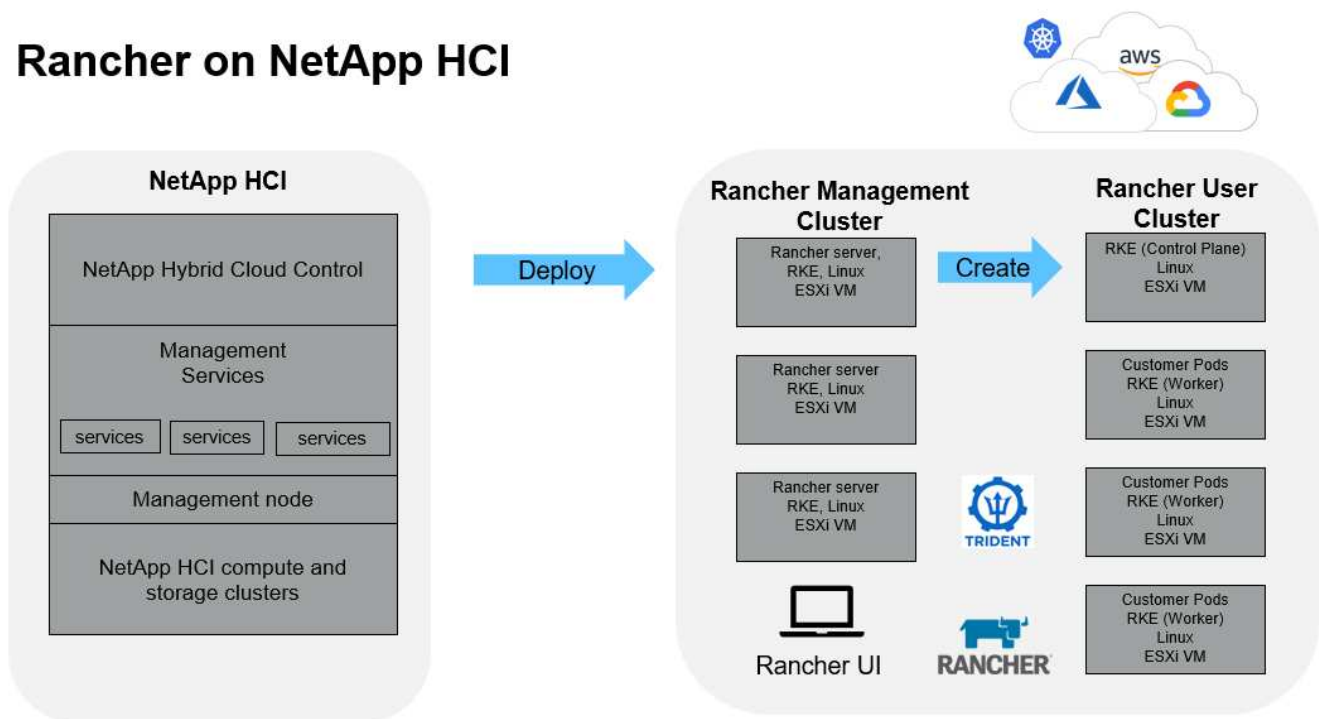 Rancher on NetApp HCI
aws
NetApp HCI
NetApp Hybrid Cloud Control
Management
Services
services
services
services
Management node
NetApp HCI compute and
storage clusters
Deploy
Rancher Management
Cluster
Rancher server,
RKE, Linux
ESXi VM
Rancher server
RKE, Linux
ESXi VM
Rancher server
RKE, Linux
ESXi VM
Rancher UI
Create
TRIDENT
RANCHER
Rancher User
Cluster
RKE (Control Plane)
Linux
ESXi VM
Customer Pods
RKE (Worker)
Linux
ESXi VM
Customer Pods
RKE (Worker)
Linux
ESXi VM
Customer Pods
RKE (Worker)
Linux
ESXi VM